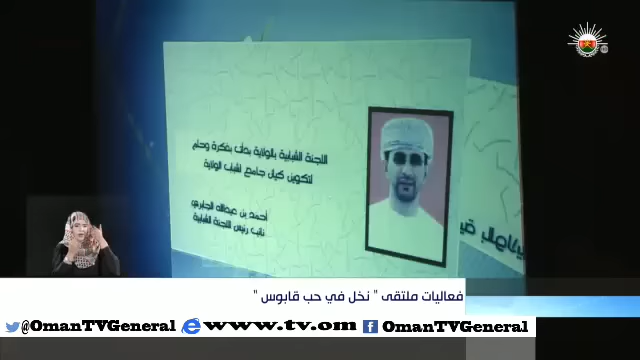 اللجنة الشبابية بالولاية بدأت بفكرة وحلم
لتكوين كيان جامع لشباب الولاية
أحمد بن عبدالله الجابري
نائب رئيس اللجنة الشبابية
فعاليات ملتقى " نخل في حب قابوس "
@OmanTVGeneral www.tv.om OmanTVGeneral